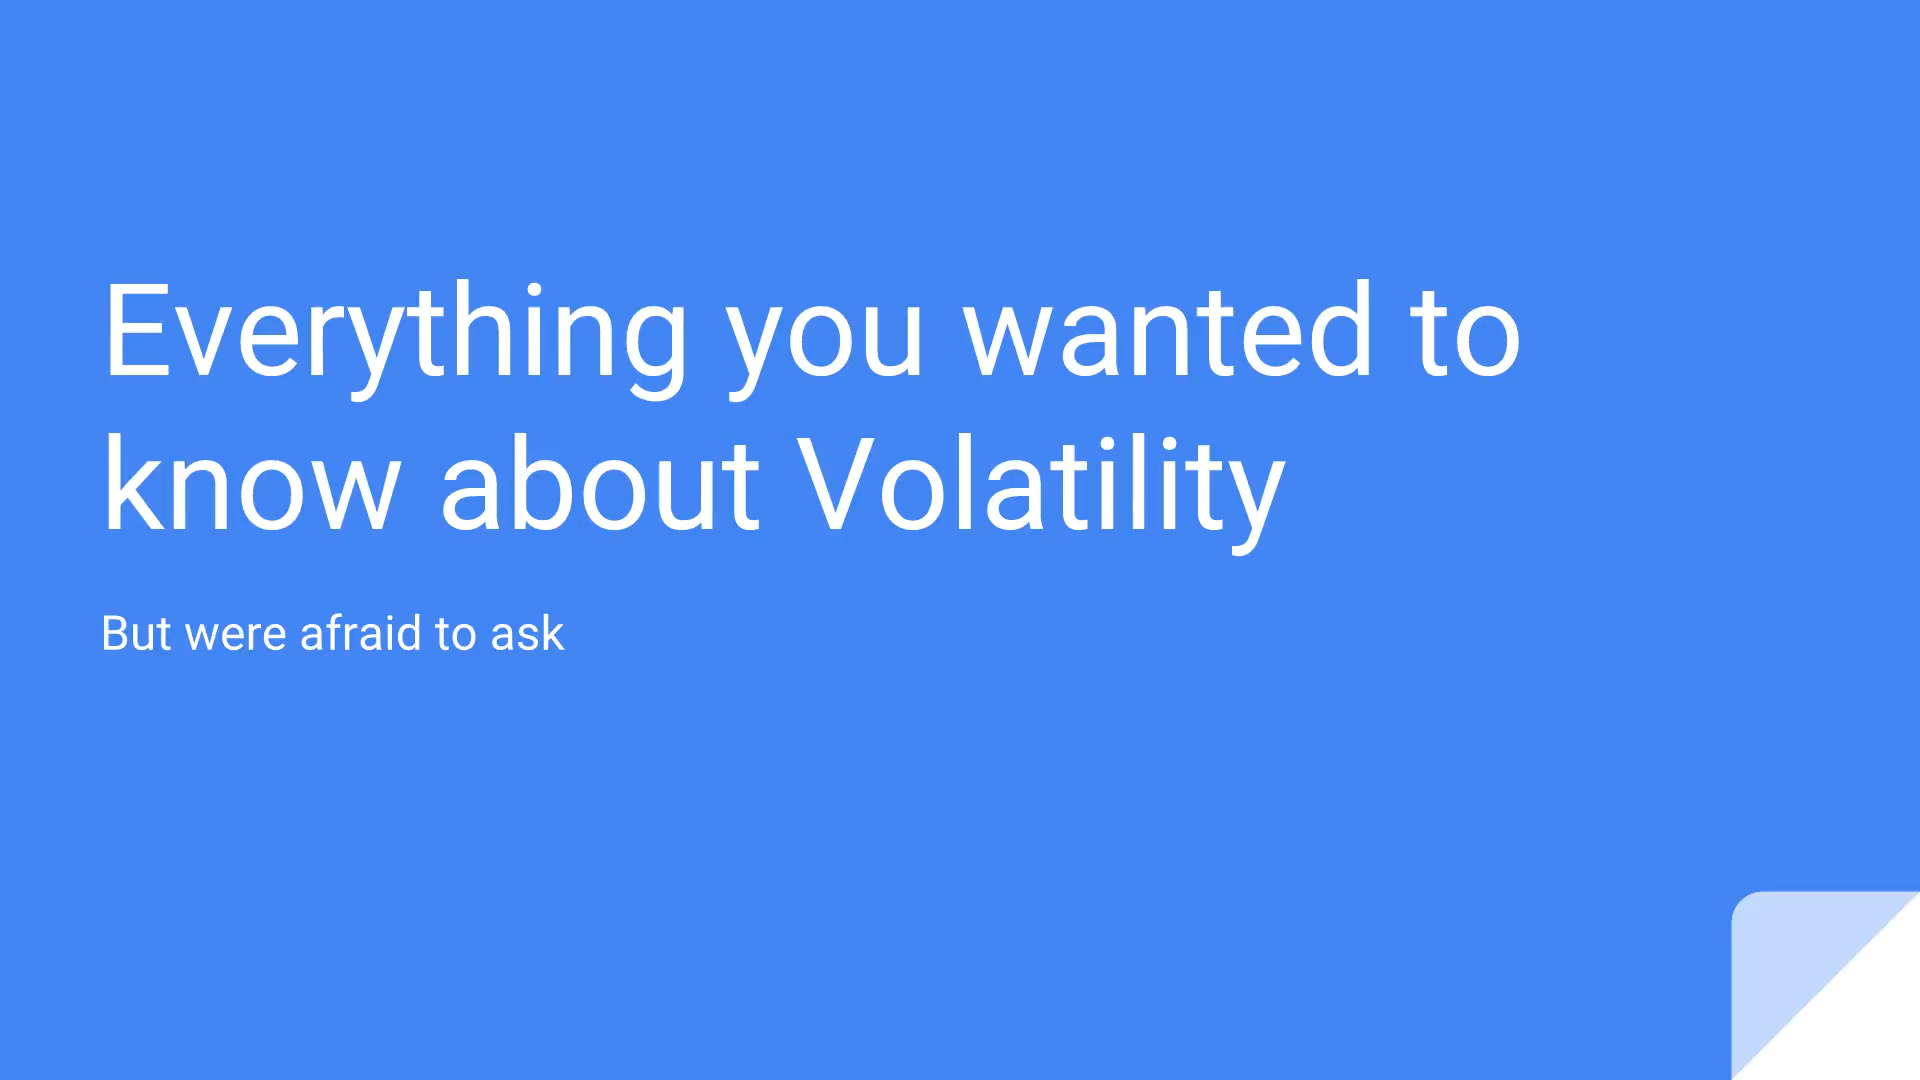 Everything you wanted to
know about Volatility
But were afraid to ask